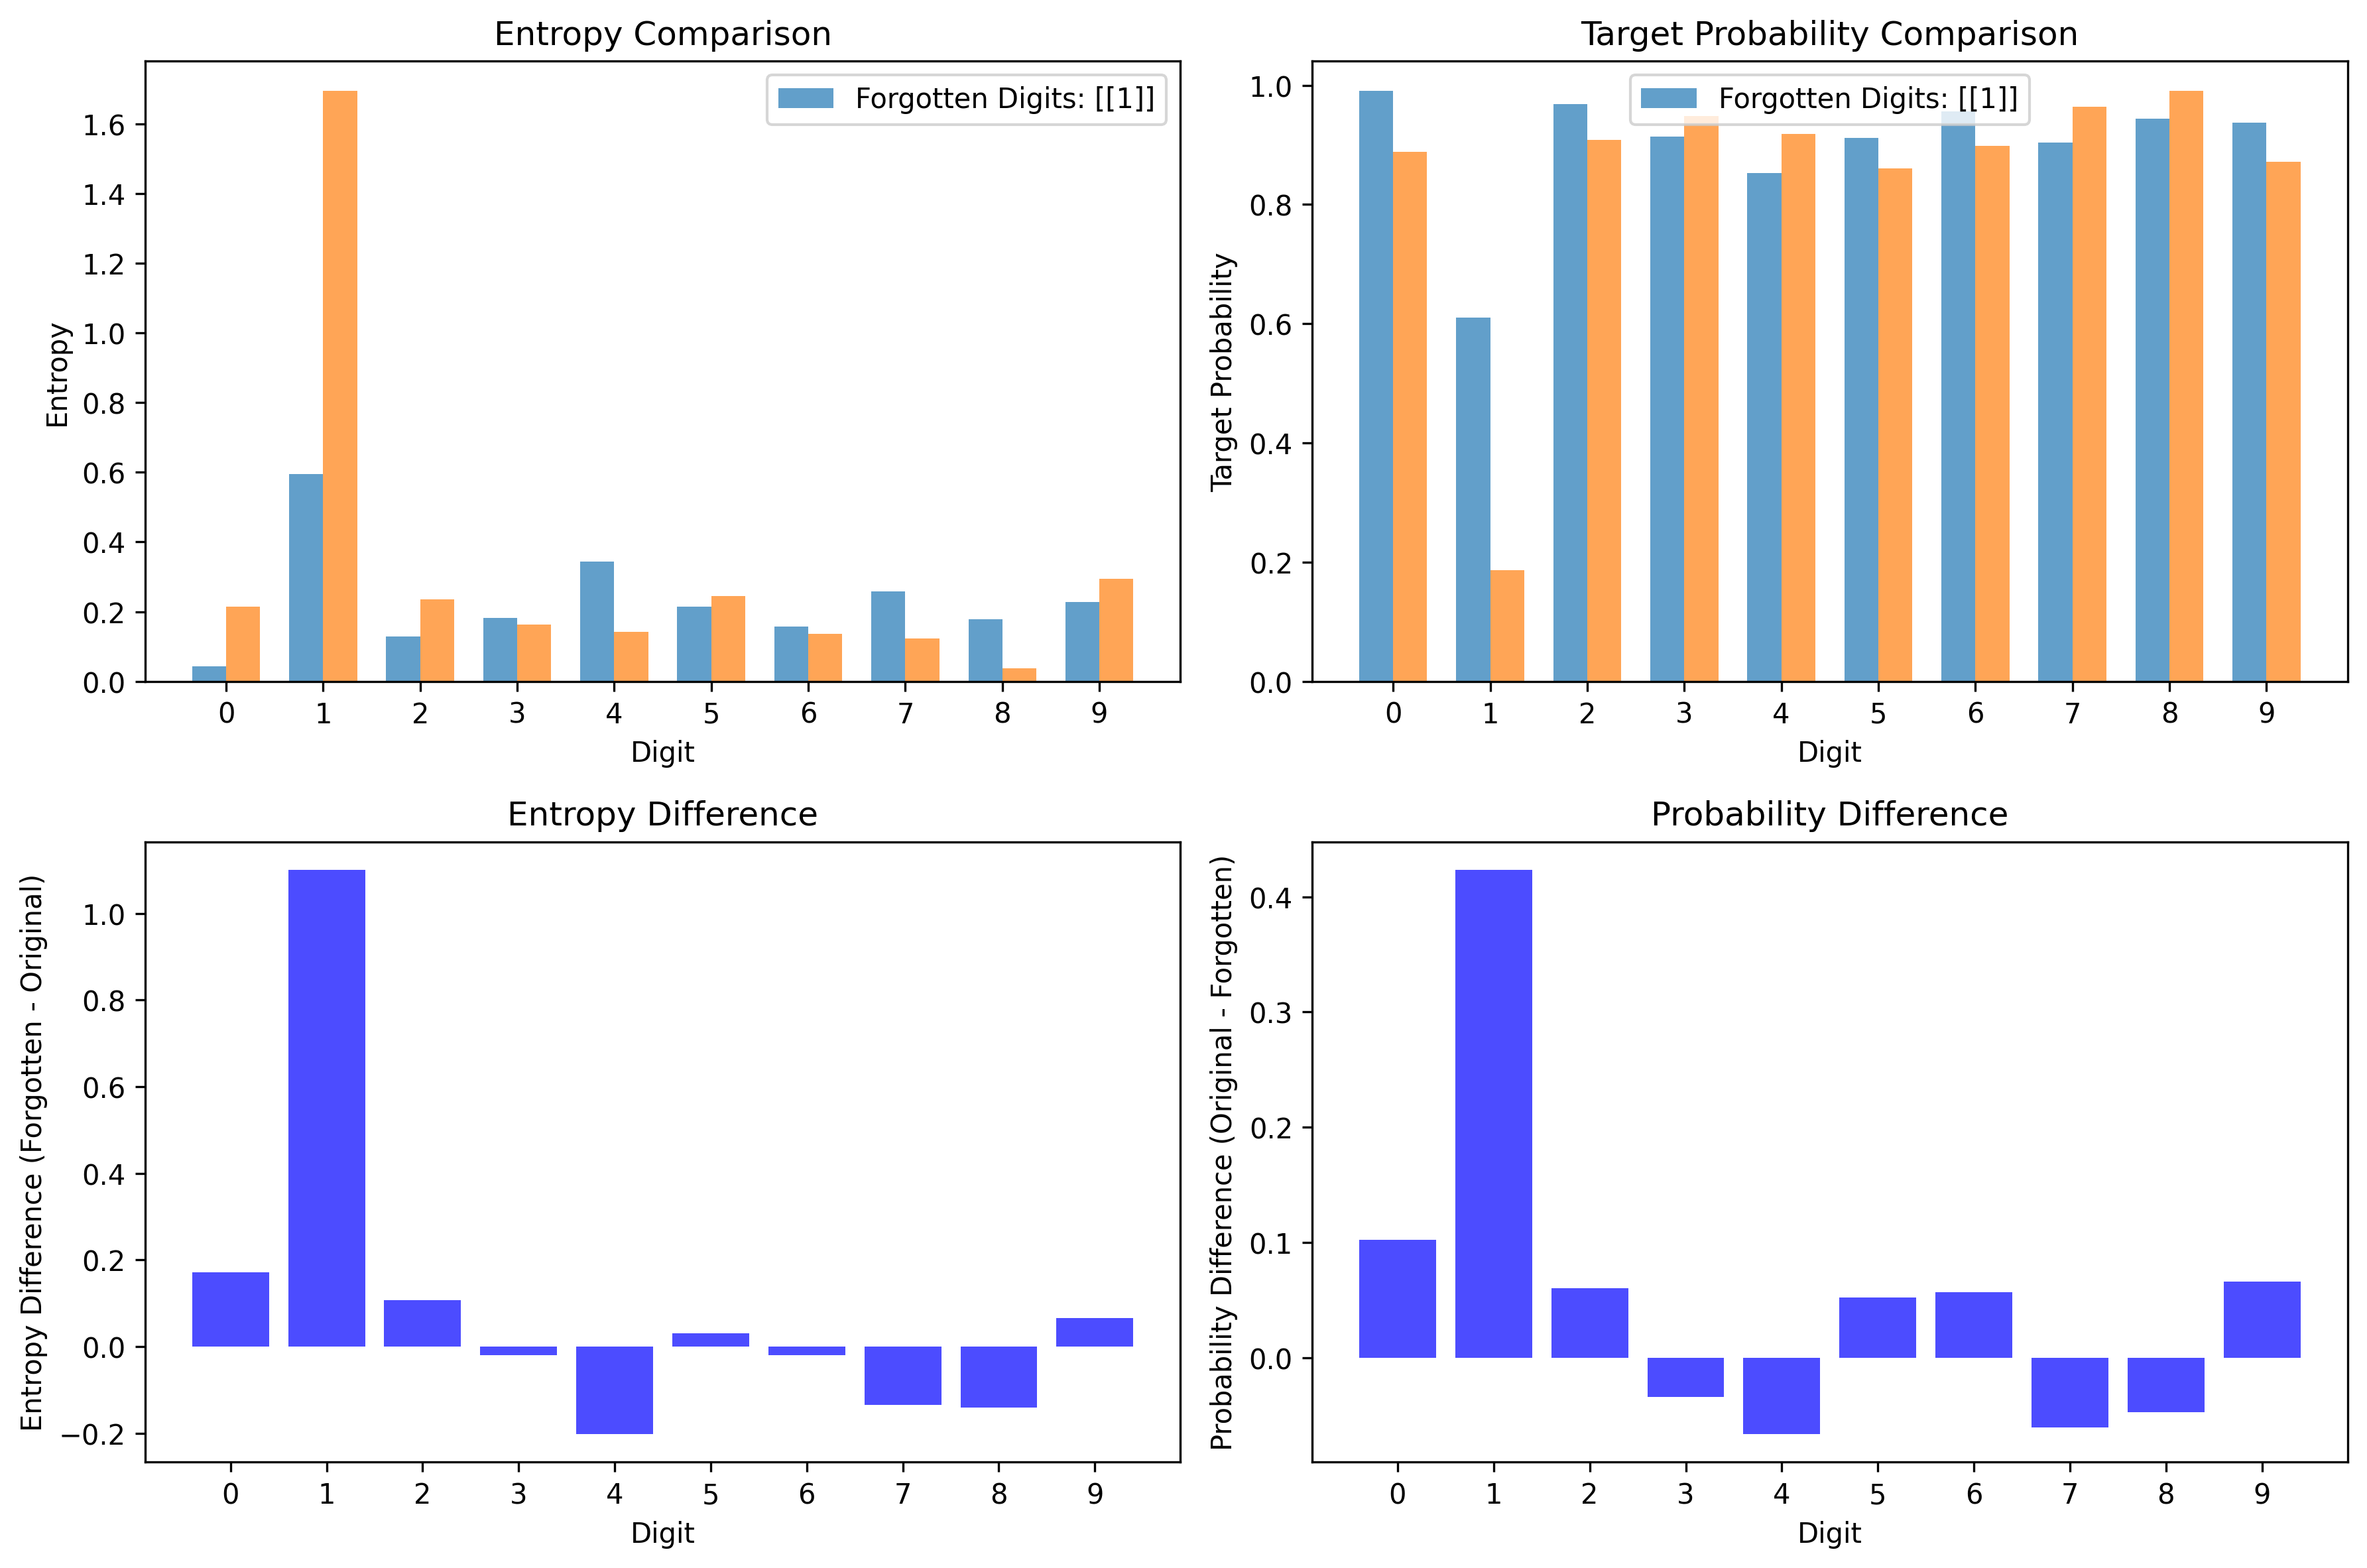 Entropy Comparison
Forgotten Digits: [[1]]
Entropy
1.6
1.4
1.2
1.0
0.8
0.6
0.4
0.2
0.0
0 1 2 3 4 5 6 7 8 9
Digit
Target Probability Comparison
Forgotten Digits: [[1]]
Target Probability
1.0
0.8
0.6
0.4
0.2
0.0
0 1 2 3 4 5 6 7 8 9
Digit
Entropy Difference
Entropy Difference (Forgotten - Original)
1.0
0.8
0.6
0.4
0.2
0.0
−0.2
0 1 2 3 4 5 6 7 8 9
Digit
Probability Difference
Probability Difference (Original - Forgotten)
0.4
0.3
0.2
0.1
0.0
0 1 2 3 4 5 6 7 8 9
Digit